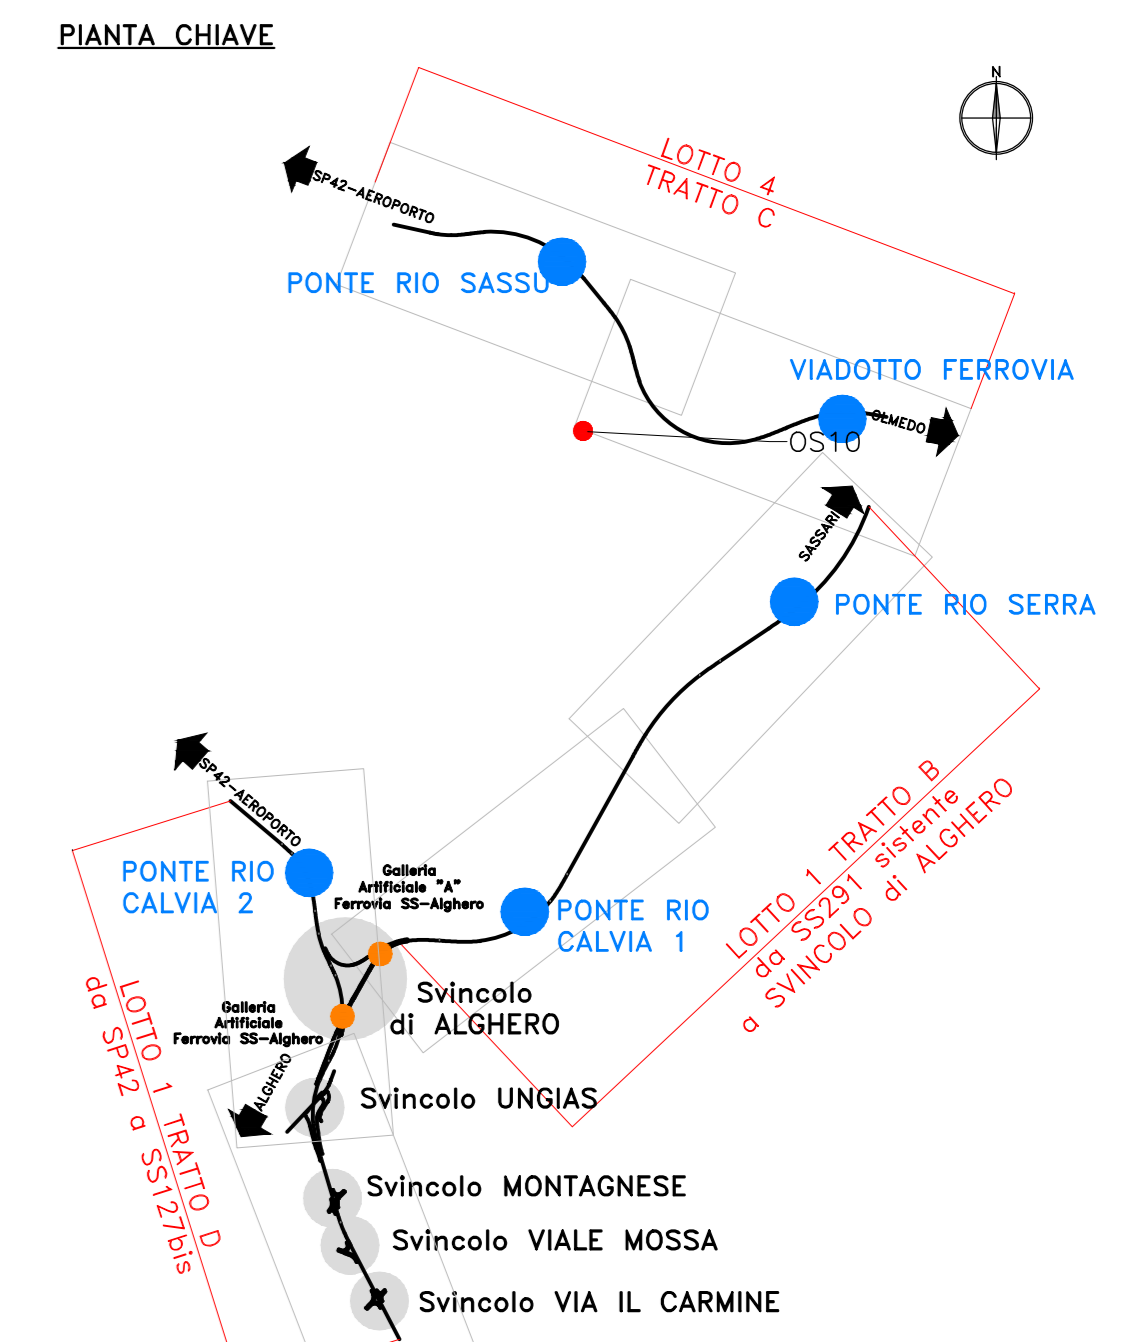 PIANTA CHIAVE
N
LOTTO 4
TRATTO C
SP42-AEROPORTO
PONTE RIO SASSU
VIADOTTO FERROVIA
OLMEDO
OS10
SASSARI
PONTE RIO SERRA
SP42-AEROPORTO
LOTTO 1 TRATTO B
da SS291 sistente
a SVINCOLO di ALGHERO
PONTE RIO
CALVIA 2
Galleria
Artificiale "A"
Ferrovia SS-Alghero
PONTE RIO
CALVIA 1
Svincolo
di ALGHERO
Galleria
Artificiale
Ferrovia SS-Alghero
LOTTO 1 TRATTO D
da SP42 a SS127bis
ALGHERO
Svincolo UNGIAS
Svincolo MONTAGNESE
Svincolo VIALE MOSSA
Svincolo VIA IL CARMINE